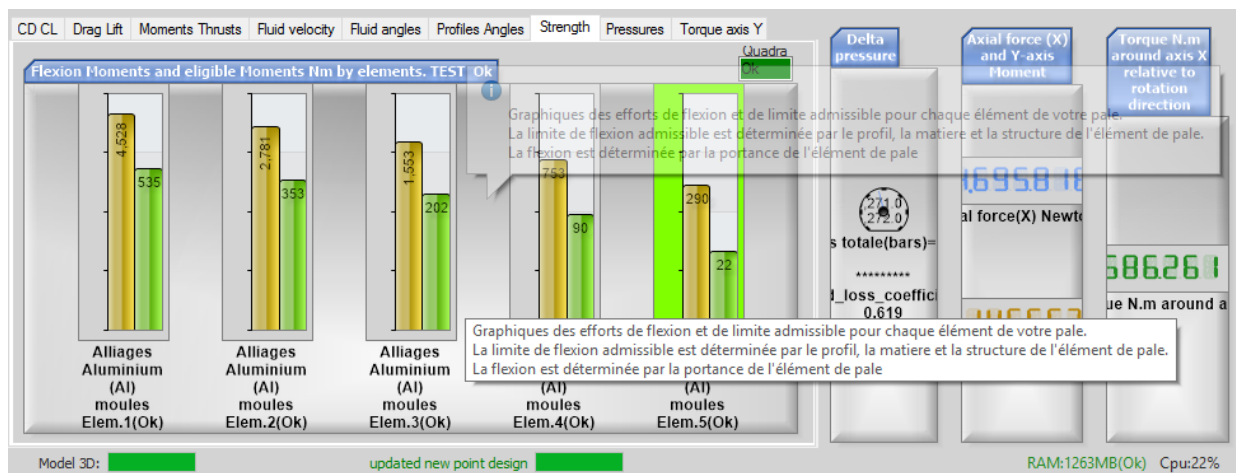 CD CL Drag Lift Moments Thrusts Fluid velocity Fluid angles Profiles Angles Strength Pressures Torque axis Y
Quadra
Ok
Flexion Moments and eligible Moments Nm by elements. TEST Ok
Graphiques des efforts de flexion et de limite admissible pour chaque élément de votre pale.
La limite de flexion admissible est déterminée par le profil, la matiere et la structure de l'élément de pale.
La flexion est déterminée par la portance de l'élément de pale
4,528
535
2,781
353
1,553
202
753
90
290
22
Alliages
Aluminium
(Al)
moules
Elem.1(Ok)
Alliages
Aluminium
(Al)
moules
Elem.2(Ok)
Alliages
Aluminium
(Al)
moules
Elem.3(Ok)
(Al)
moules
Elem.4(Ok)
(Al)
moules
Elem.5(Ok)
Graphiques des efforts de flexion et de limite admissible pour chaque élément de votre pale.
La limite de flexion admissible est déterminée par le profil, la matiere et la structure de l'élément de pale.
La flexion est déterminée par la portance de l'élément de pale
Delta
pressure
,271.0
,272.0
s totale(bars)=
*********
d_loss_coeffici
0.619
Axial force (X)
and Y-axis
Moment
,695.818
al force(X) Newto
Torque N.m
around axis X
relative to
rotation
direction
686.261
ue N.m around a
Model 3D:
updated new point design
RAM:1263MB(Ok) Cpu:22%